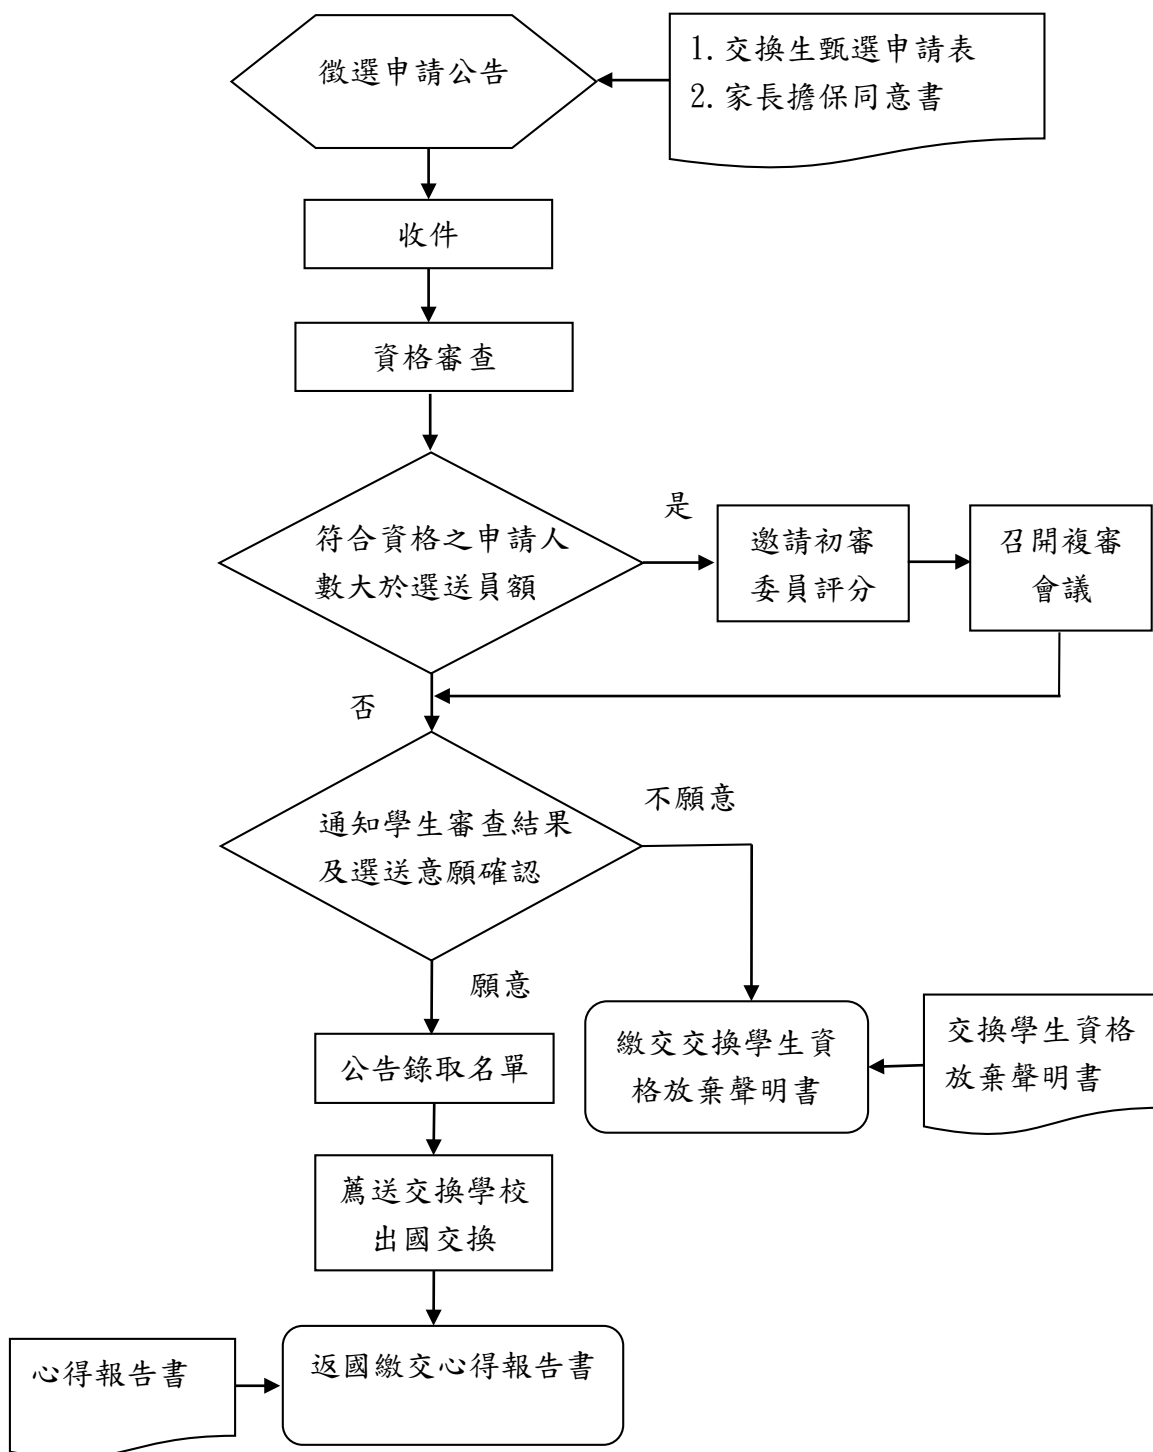 徵選申請公告
1.交換生甄選申請表
2.家長擔保同意書
收件
資格審查
符合資格之申請人
數大於選送員額
是
邀請初審
委員評分
召開複審
會議
否
通知學生審查結果
及選送意願確認
不願意
願意
公告錄取名單
繳交交換學生資
格放棄聲明書
交換學生資格
放棄聲明書
薦送交換學校
出國交換
心得報告書
返國繳交心得報告書